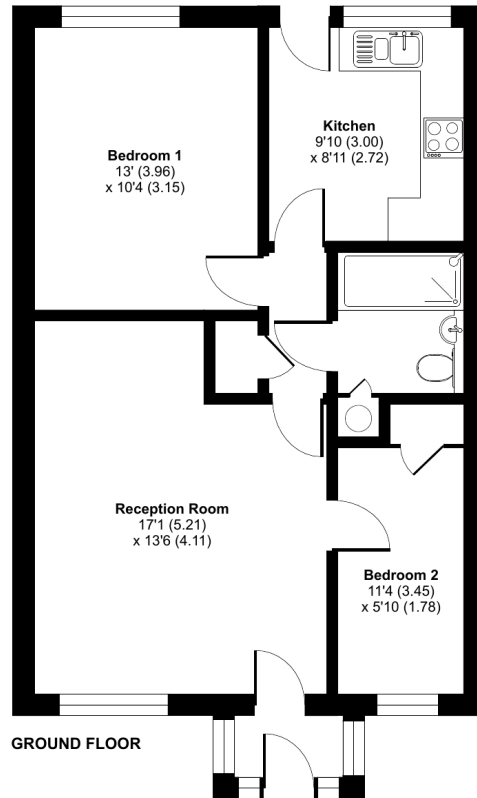 Kitchen
9'10 (3.00)
x 8'11 (2.72)
Bedroom 1
13' (3.96)
x 10'4 (3.15)
Reception Room
17'1 (5.21)
x 13'6 (4.11)
Bedroom 2
11'4 (3.45)
x 5'10 (1.78)
GROUND FLOOR